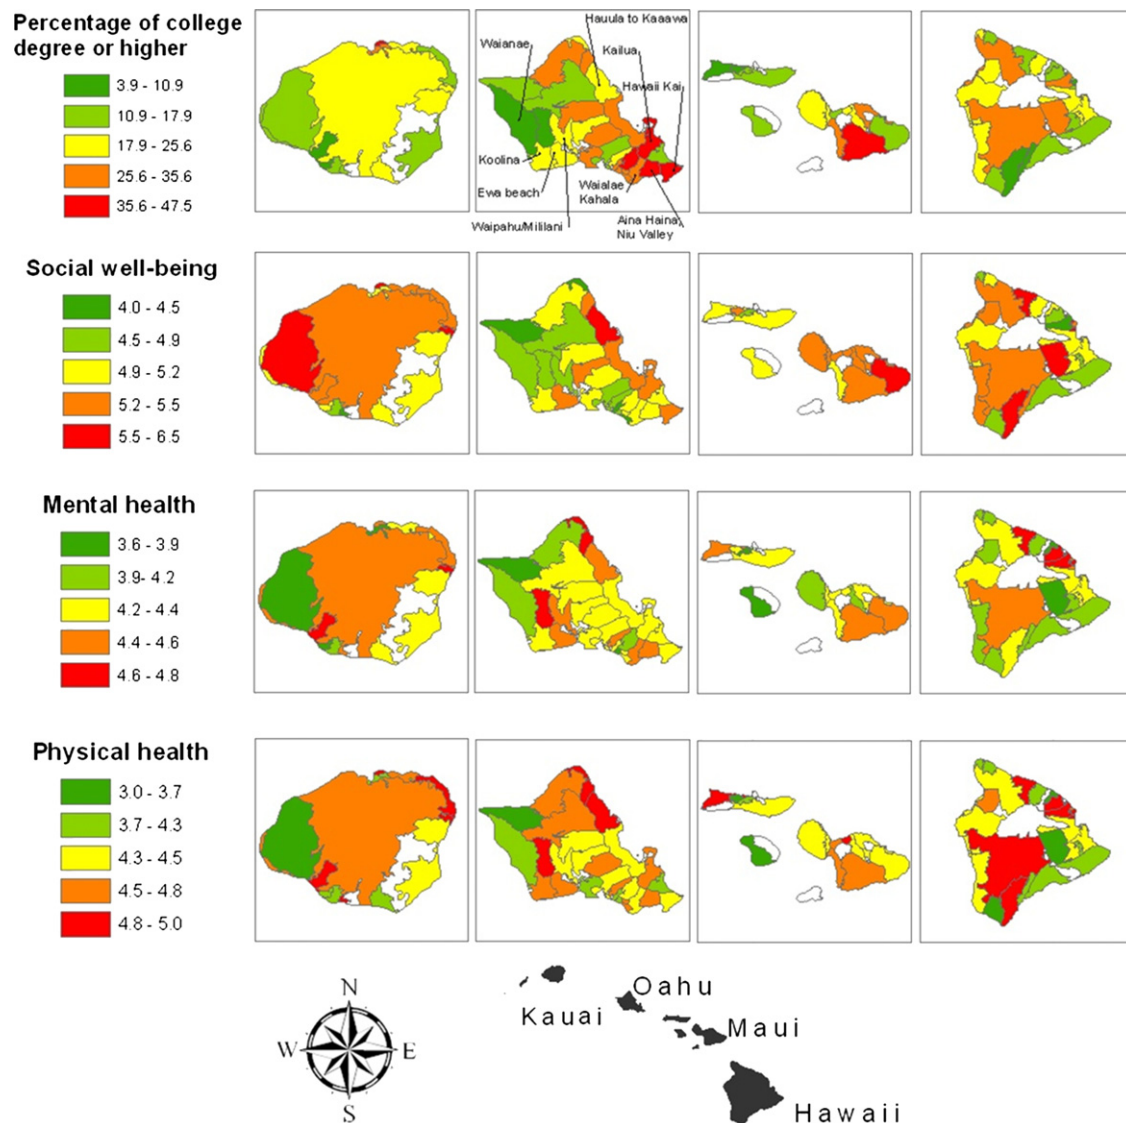 Percentage of college
degree or higher
3.9 - 10.9
10.9 - 17.9
17.9 - 25.6
25.6 - 35.6
35.6 - 47.5
Hauula to Kaaawa
Waianae
Kailua
Hawaii Kai
Koolina
Ewa beach
Waialae
Kahala
Waipahu/Mililani
Aina Haina,
Niu Valley
Social well-being
4.0 - 4.5
4.5 - 4.9
4.9 - 5.2
5.2 - 5.5
5.5 - 6.5
Mental health
3.6 - 3.9
3.9- 4.2
4.2 - 4.4
4.4 - 4.6
4.6 - 4.8
Physical health
3.0 - 3.7
3.7 - 4.3
4.3 - 4.5
4.5 - 4.8
4.8 - 5.0
N
W E
S
Kauai
Oahu
Maui
Hawaii